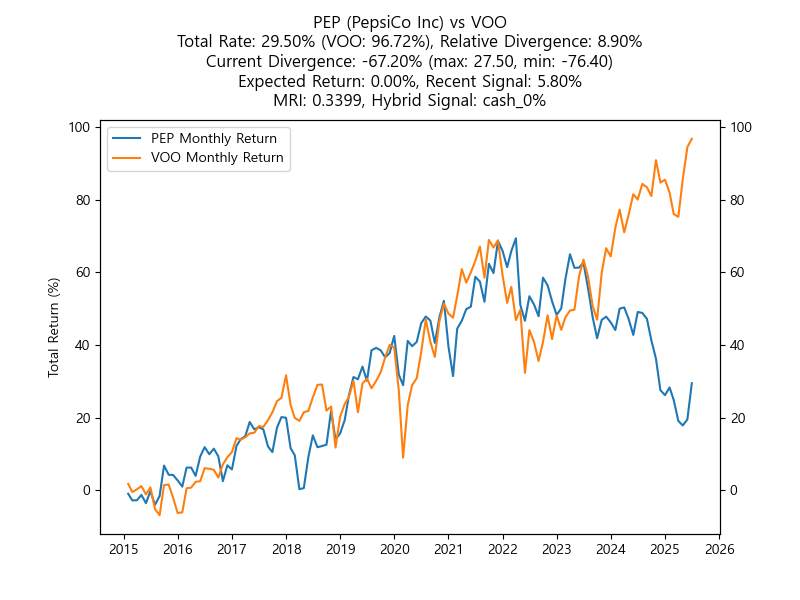 PEP (PepsiCo Inc) vs VOO
Total Rate: 29.50% (VOO: 96.72%), Relative Divergence: 8.90%
Current Divergence: -67.20% (max: 27.50, min: -76.40)
Expected Return: 0.00%, Recent Signal: 5.80%
MRI: 0.3399, Hybrid Signal: cash_0%
PEP Monthly Return
VOO Monthly Return
Total Return (%)
100
80
60
40
20
0
100
80
60
40
20
0
2015 2016 2017 2018 2019 2020 2021 2022 2023 2024 2025 2026